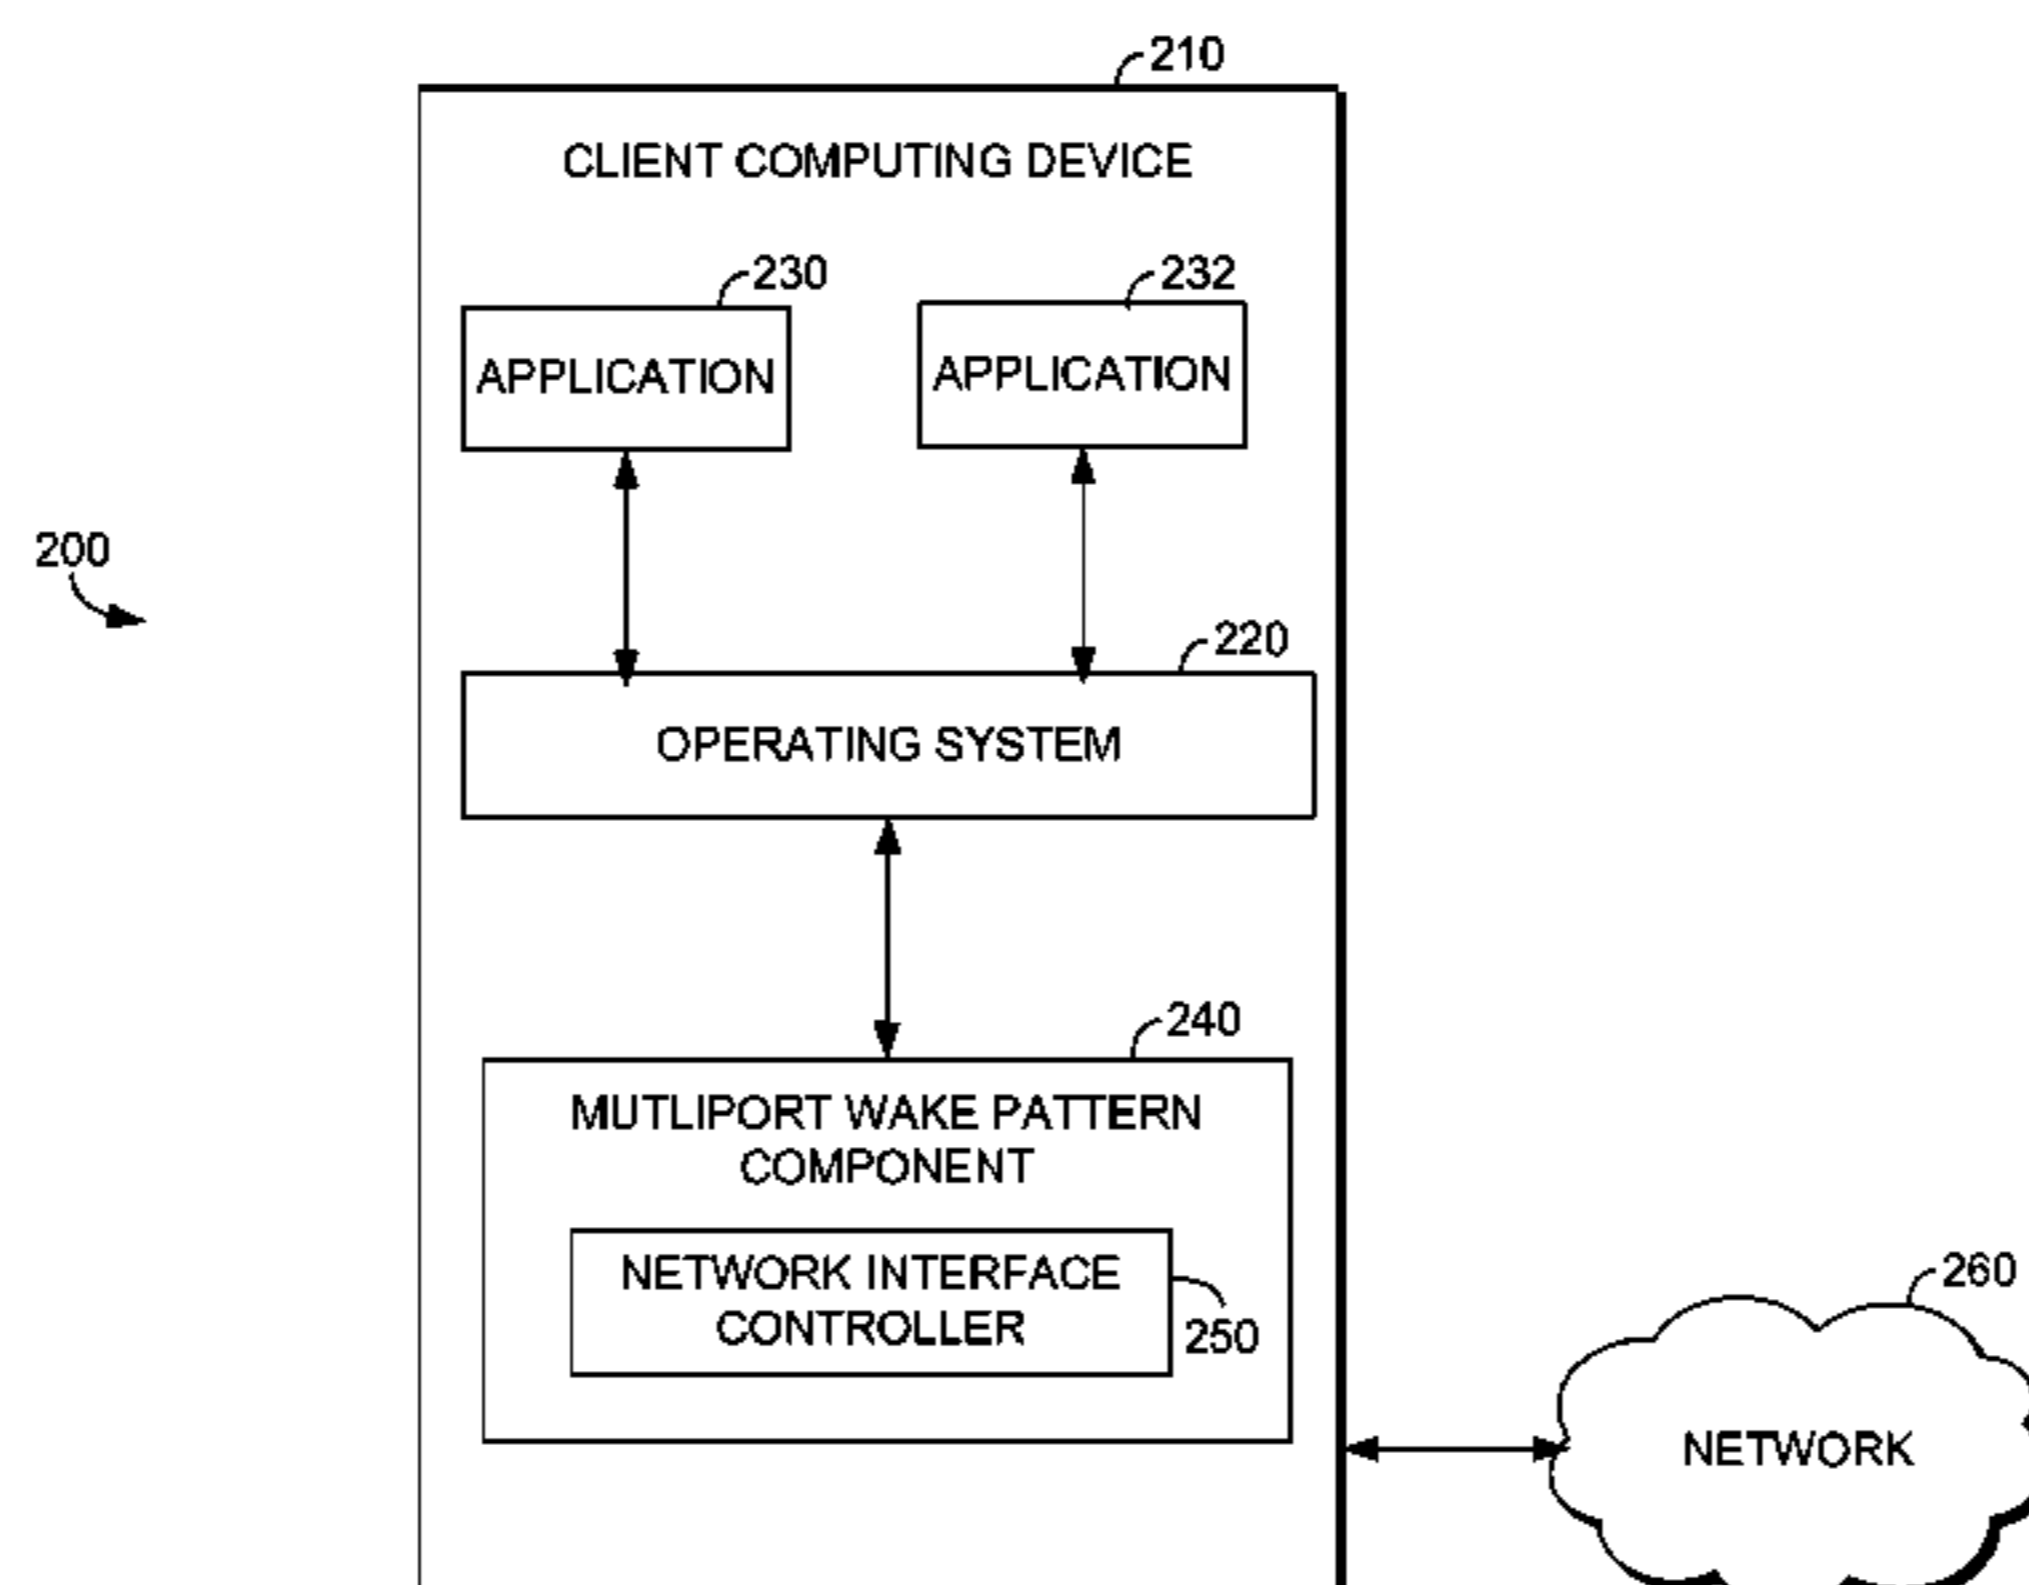 210
CLIENT COMPUTING DEVICE
230
232
APPLICATION
APPLICATION
200
220
OPERATING SYSTEM
240
MUTLIPORT WAKE PATTERN
COMPONENT
NETWORK INTERFACE
CONTROLLER
250
260
NETWORK